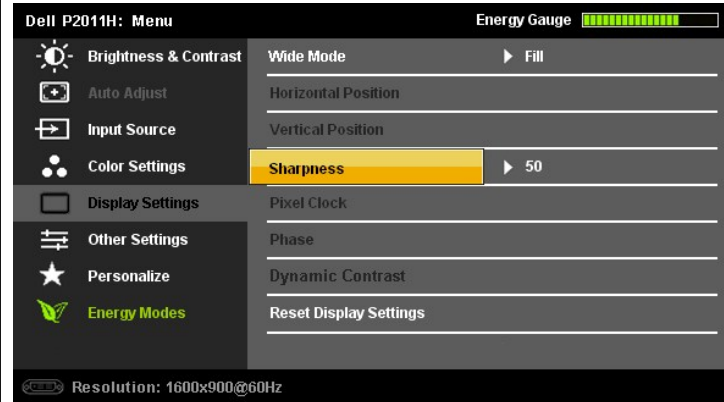 Dell P2011H: Menu
Energy Gauge
Brightness & Contrast
Auto Adjust
Input Source
Color Settings
Display Settings
Other Settings
Personalize
Energy Modes
Wide Mode
Fill
Horizontal Position
Vertical Position
Sharpness
50
Pixel Clock
Phase
Dynamic Contrast
Reset Display Settings
Resolution: 1600x900@60Hz